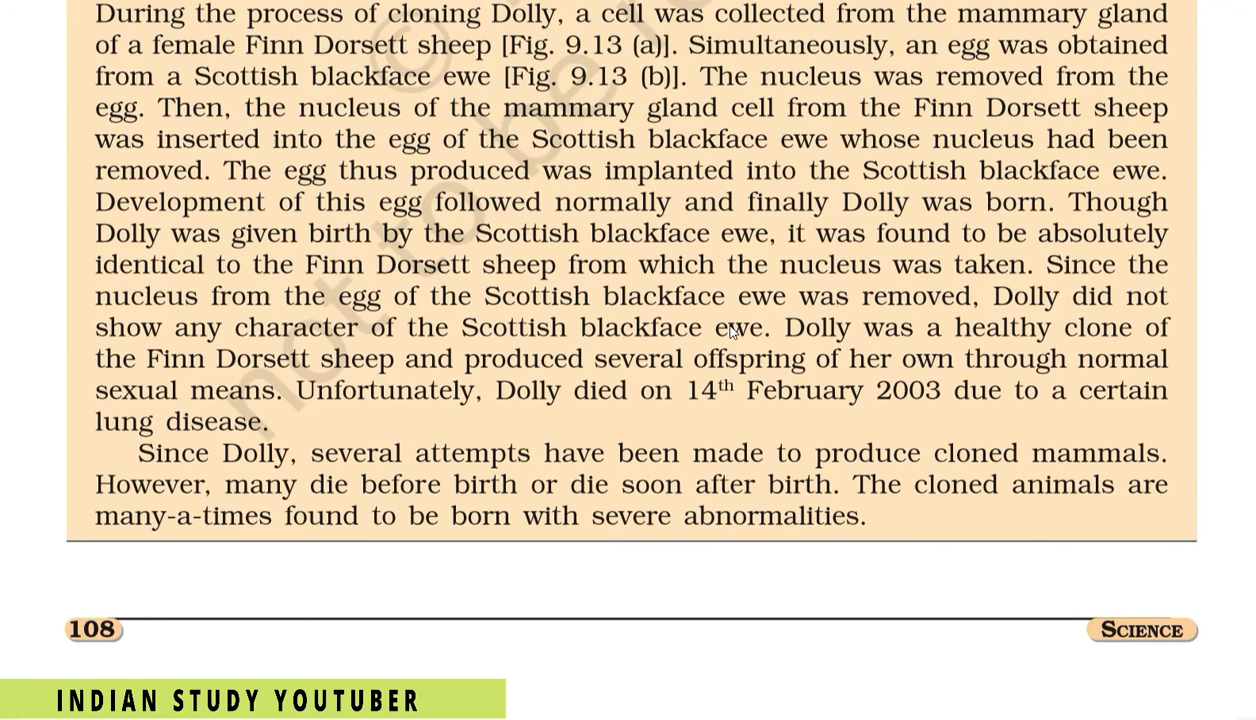 During the process of cloning Dolly, a cell was collected from the mammary gland
of a female Finn Dorsett sheep [Fig. 9.13 (a)]. Simultaneously, an egg was obtained
from a Scottish blackface ewe [Fig. 9.13 (b)]. The nucleus was removed from the
egg. Then, the nucleus of the mammary gland cell from the Finn Dorsett sheep
was inserted into the egg of the Scottish blackface ewe whose nucleus had been
removed. The egg thus produced was implanted into the Scottish blackface ewe.
Development of this egg followed normally and finally Dolly was born. Though
Dolly was given birth by the Scottish blackface ewe, it was found to be absolutely
identical to the Finn Dorsett sheep from which the nucleus was taken. Since the
nucleus from the egg of the Scottish blackface ewe was removed, Dolly did not
show any character of the Scottish blackface ewe. Dolly was a healthy clone of
the Finn Dorsett sheep and produced several offspring of her own through normal
sexual means. Unfortunately, Dolly died on 14th February 2003 due to a certain
lung disease.
Since Dolly, several attempts have been made to produce cloned mammals.
However, many die before birth or die soon after birth. The cloned animals are
many-a-times found to be born with severe abnormalities.
©
not to be
108
SCIENCE
INDIAN STUDY YOUTUBER